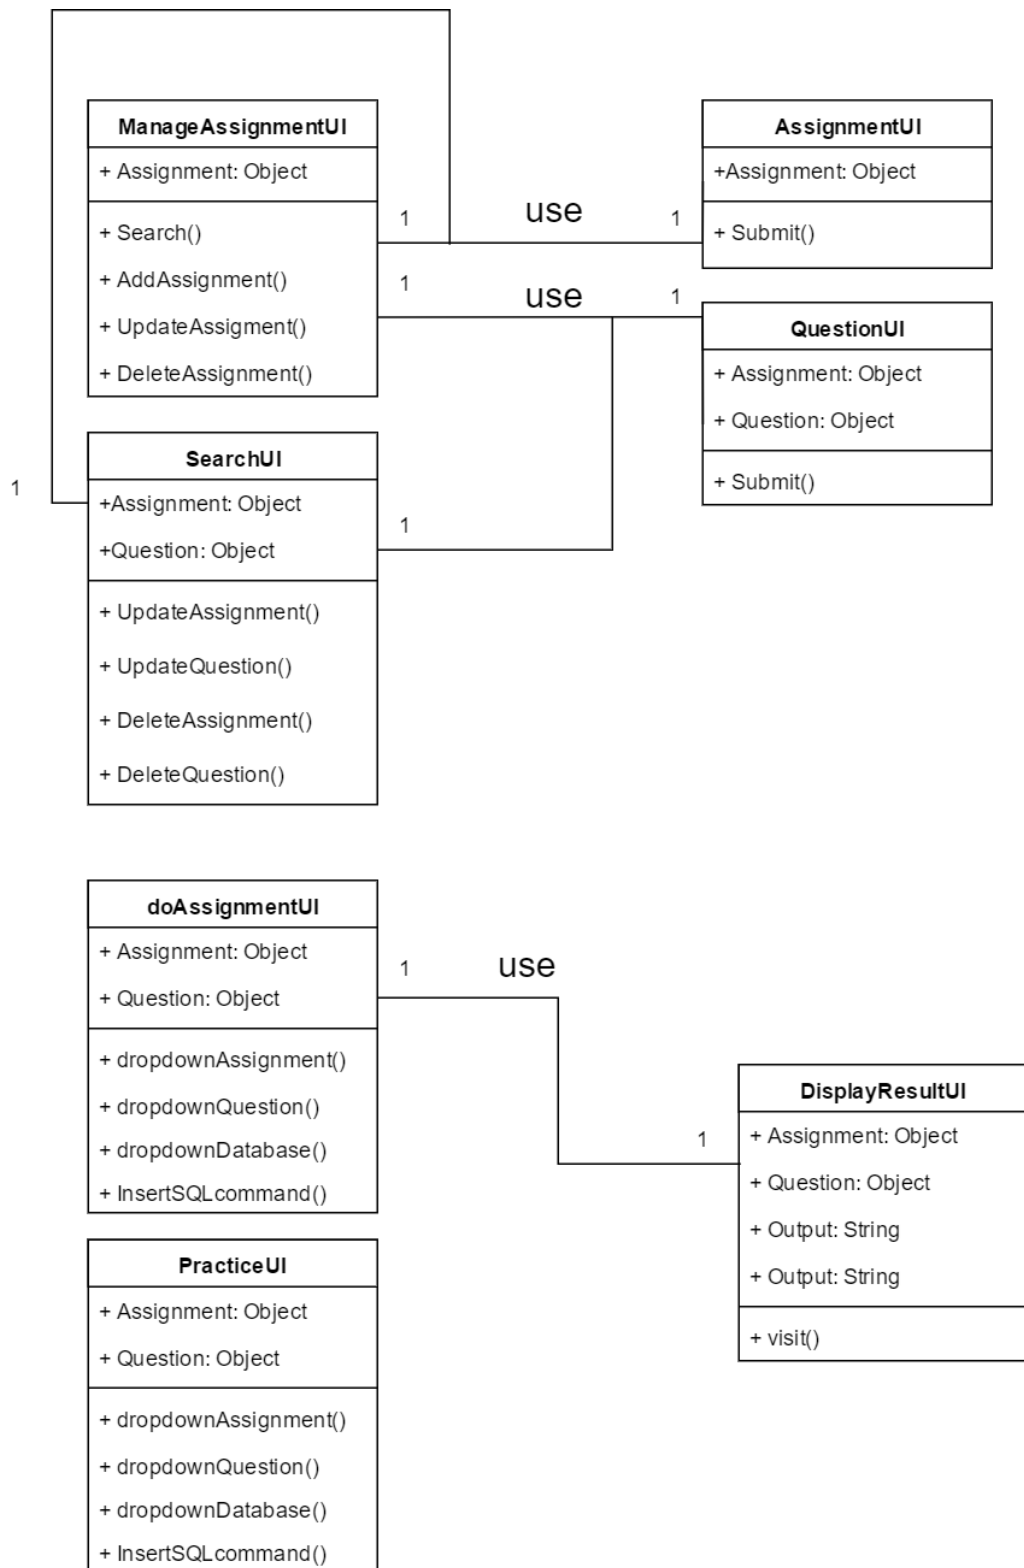 ManageAssignmentUI
+ Assignment: Object
+ Search()
+ AddAssignment()
+ UpdateAssigment()
+ DeleteAssignment()
1
use
1
1
use
1
AssignmentUI
+Assignment: Object
+ Submit()
QuestionUI
+ Assignment: Object
+ Question: Object
+ Submit()
SearchUI
+Assignment: Object
+Question: Object
+ UpdateAssignment()
+ UpdateQuestion()
+ DeleteAssignment()
+ DeleteQuestion()
1
1
doAssignmentUI
+ Assignment: Object
+ Question: Object
+ dropdownAssignment()
+ dropdownQuestion()
+ dropdownDatabase()
+ InsertSQLcommand()
1
use
1
DisplayResultUI
+ Assignment: Object
+ Question: Object
+ Output: String
+ Output: String
+ visit()
PracticeUI
+ Assignment: Object
+ Question: Object
+ dropdownAssignment()
+ dropdownQuestion()
+ dropdownDatabase()
+ InsertSQLcommand()